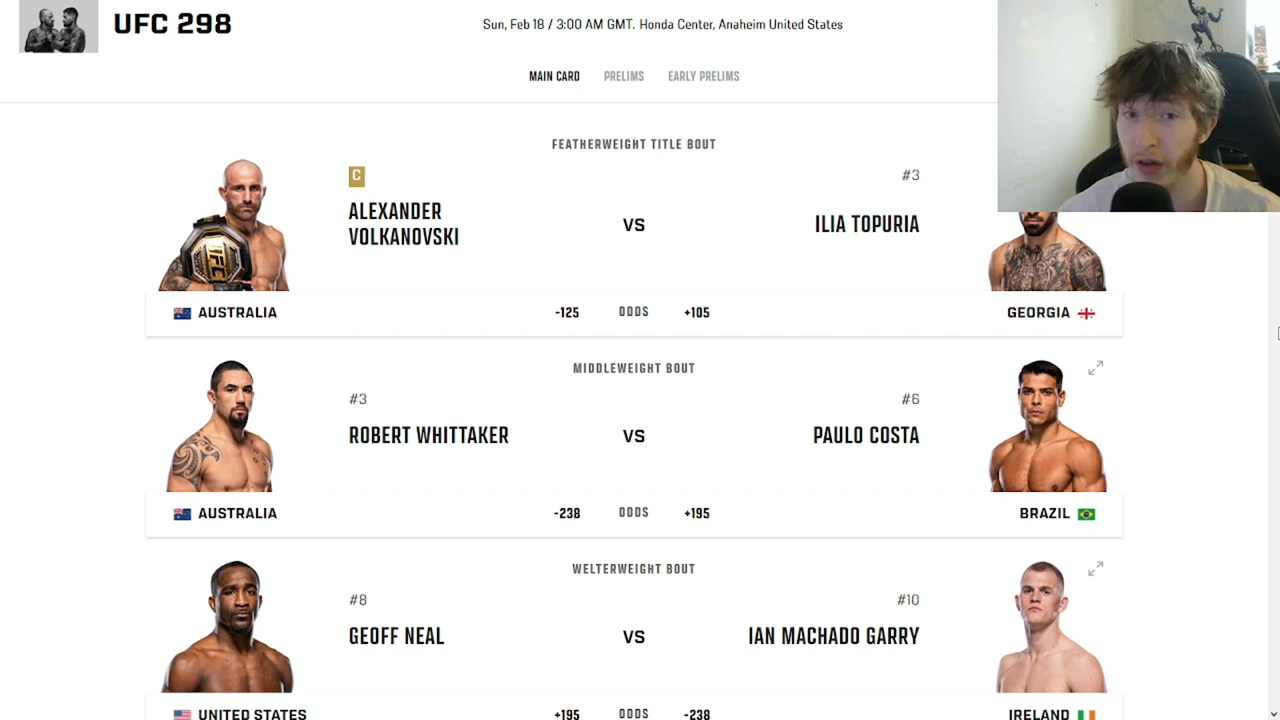 UFC 298
Sun, Feb 18 / 3:00 AM GMT. Honda Center, Anaheim United States
MAIN CARD PRELIMS EARLY PRELIMS
FEATHERWEIGHT TITLE BOUT
C
#3
ALEXANDER
VOLKANOVSKI
VS
ILIA TOPURIA
UFC
AUSTRALIA -125 ODDS +105 GEORGIA
MIDDLEWEIGHT BOUT
#3 #6
ROBERT WHITTAKER VS PAULO COSTA
AUSTRALIA -238 ODDS +195 BRAZIL
WELTERWEIGHT BOUT
#8 #10
GEOFF NEAL VS IAN MACHADO GARRY
UNITED STATES +195 ODDS -238 IRELAND